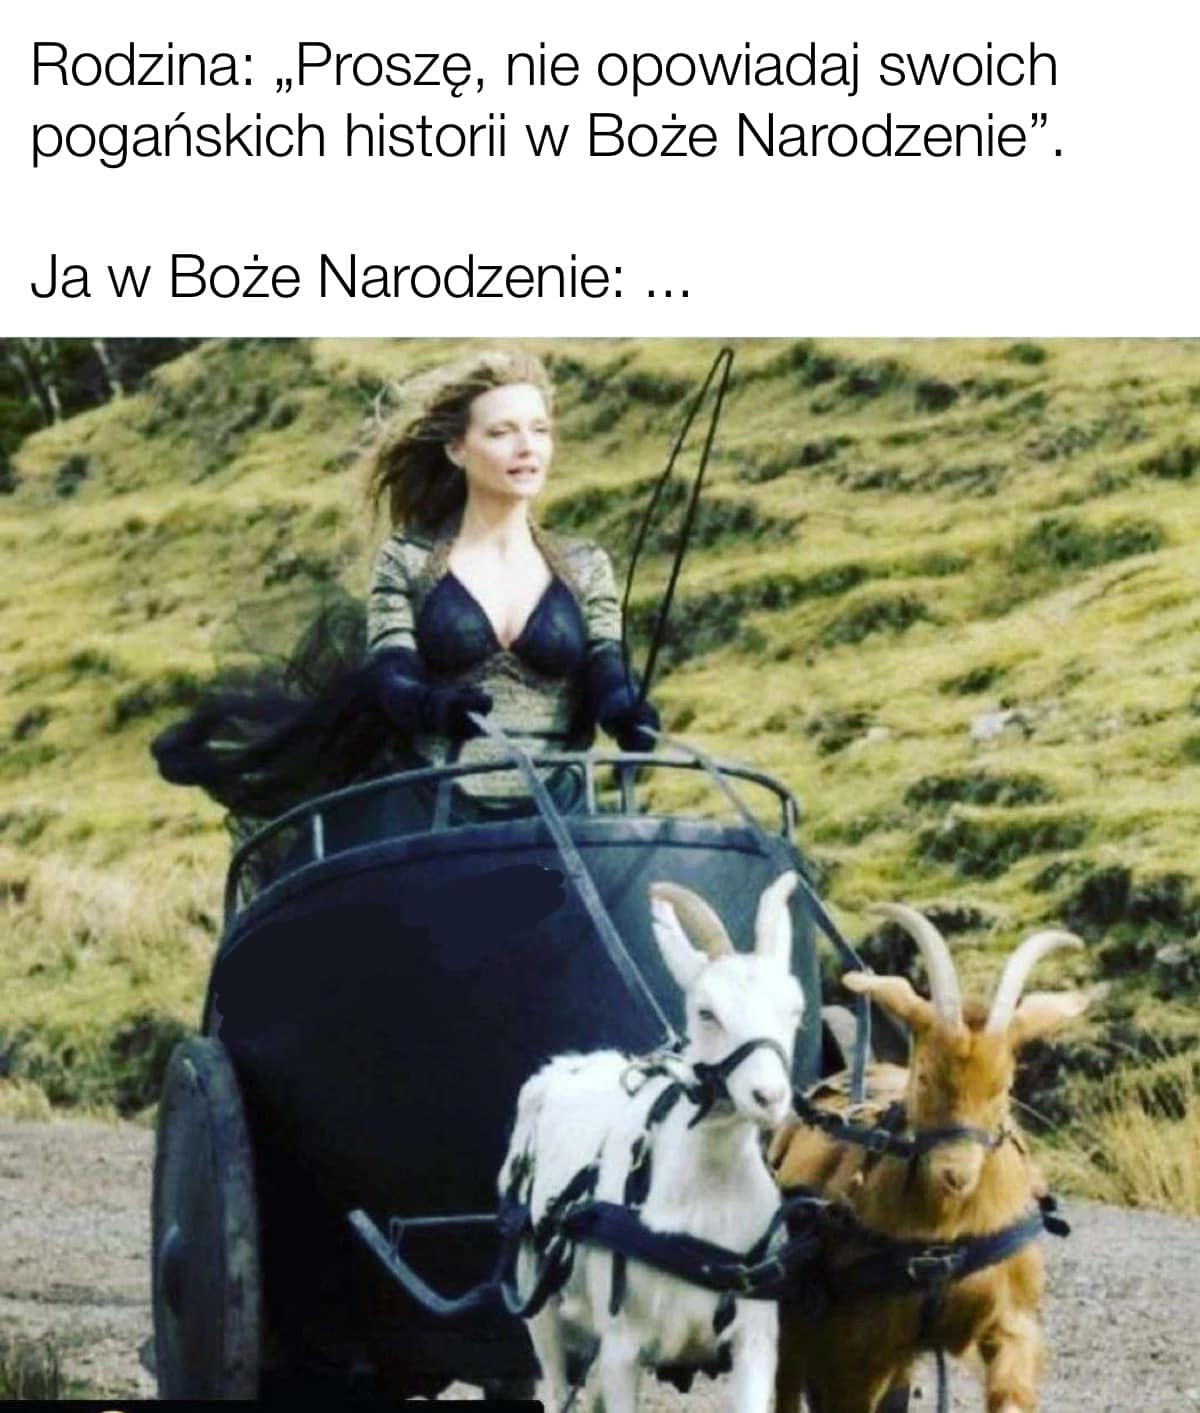 Rodzina: „Proszę, nie opowiadaj swoich
pogańskich historii w Boże Narodzenie”.
Ja w Boże Narodzenie: ...